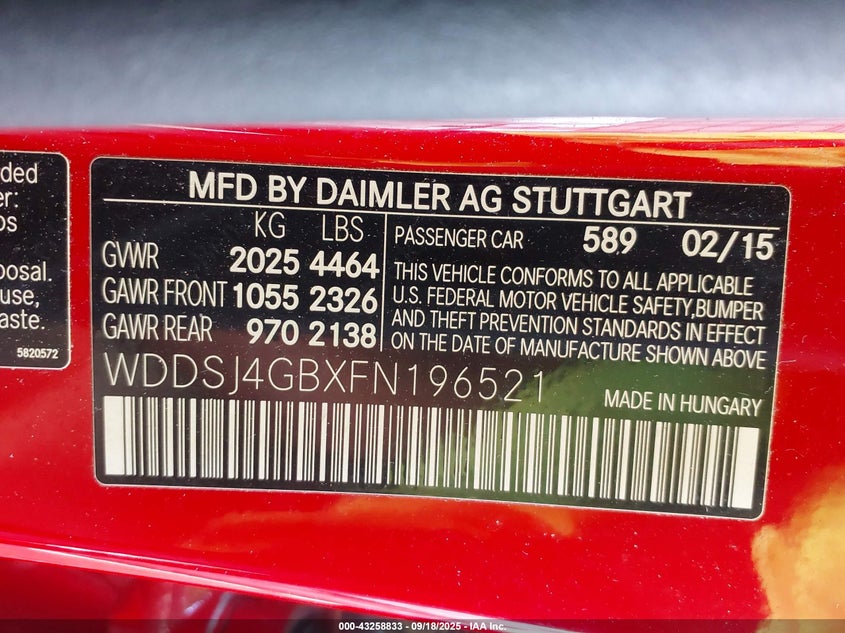 nded
er:
os
posal.
use,
aste.
5820572
MFD BY DAIMLER AG STUTTGART
KG LBS
GVWR 2025 4464
GAWR FRONT 1055 2326
GAWR REAR 970 2138
PASSENGER CAR 589 02/15
THIS VEHICLE CONFORMS TO ALL APPLICABLE
U.S. FEDERAL MOTOR VEHICLE SAFETY,BUMPER
AND THEFT PREVENTION STANDARDS IN EFFECT
ON THE DATE OF MANUFACTURE SHOWN ABOVE
WDDSJ4GBXFN196521
MADE IN HUNGARY
000-43258833 - 09/18/2025 - IAA Inc.